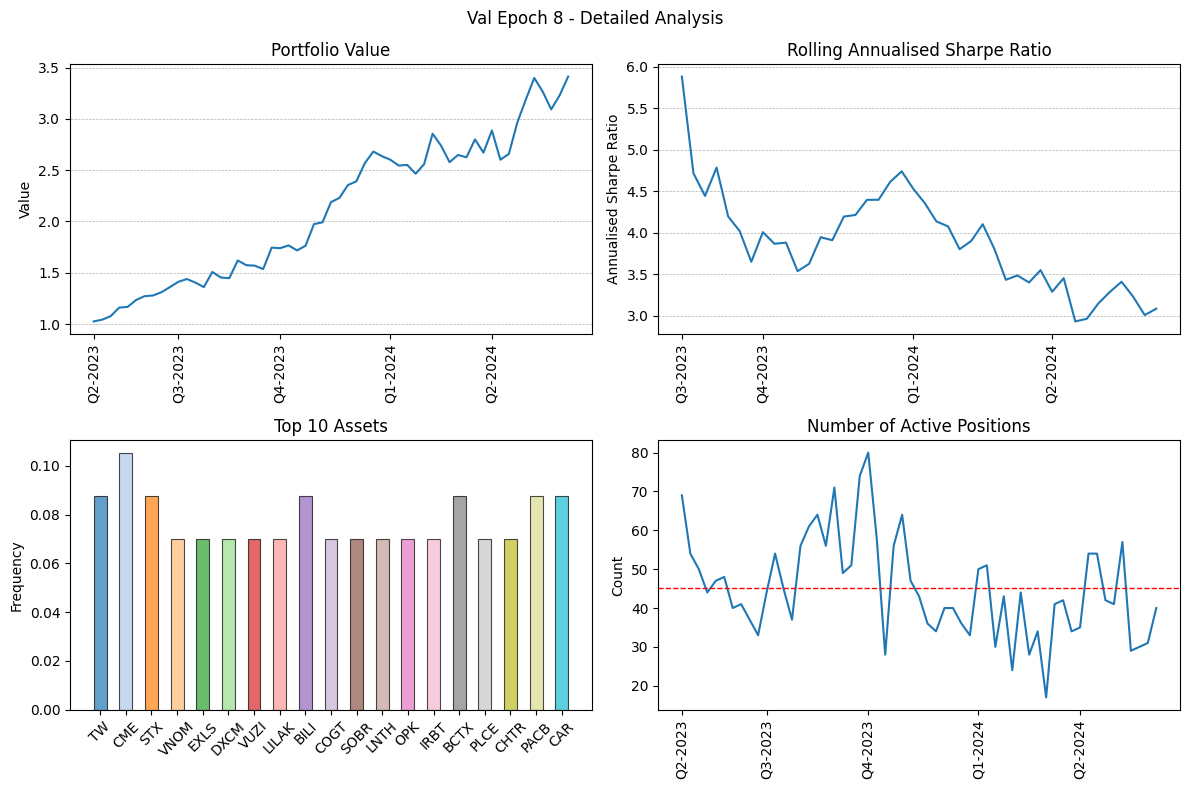 Val Epoch 8 - Detailed Analysis
Portfolio Value
Value
3.5
3.0
2.5
2.0
1.5
1.0
Q2-2023
Q3-2023
Q4-2023
Q1-2024
Q2-2024
Rolling Annualised Sharpe Ratio
Annualised Sharpe Ratio
6.0
5.5
5.0
4.5
4.0
3.5
3.0
Q3-2023
Q4-2023
Q1-2024
Q2-2024
Top 10 Assets
Frequency
0.10
0.08
0.06
0.04
0.02
0.00
TW
CME
STX
VNOM
EXLS
DXCM
VUZI
LILAK
BILI
COGT
SOBR
LNTH
OPK
IRBT
BCTX
PLCE
CHTR
PACB
CAR
Number of Active Positions
Count
80
70
60
50
40
30
20
Q2-2023
Q3-2023
Q4-2023
Q1-2024
Q2-2024